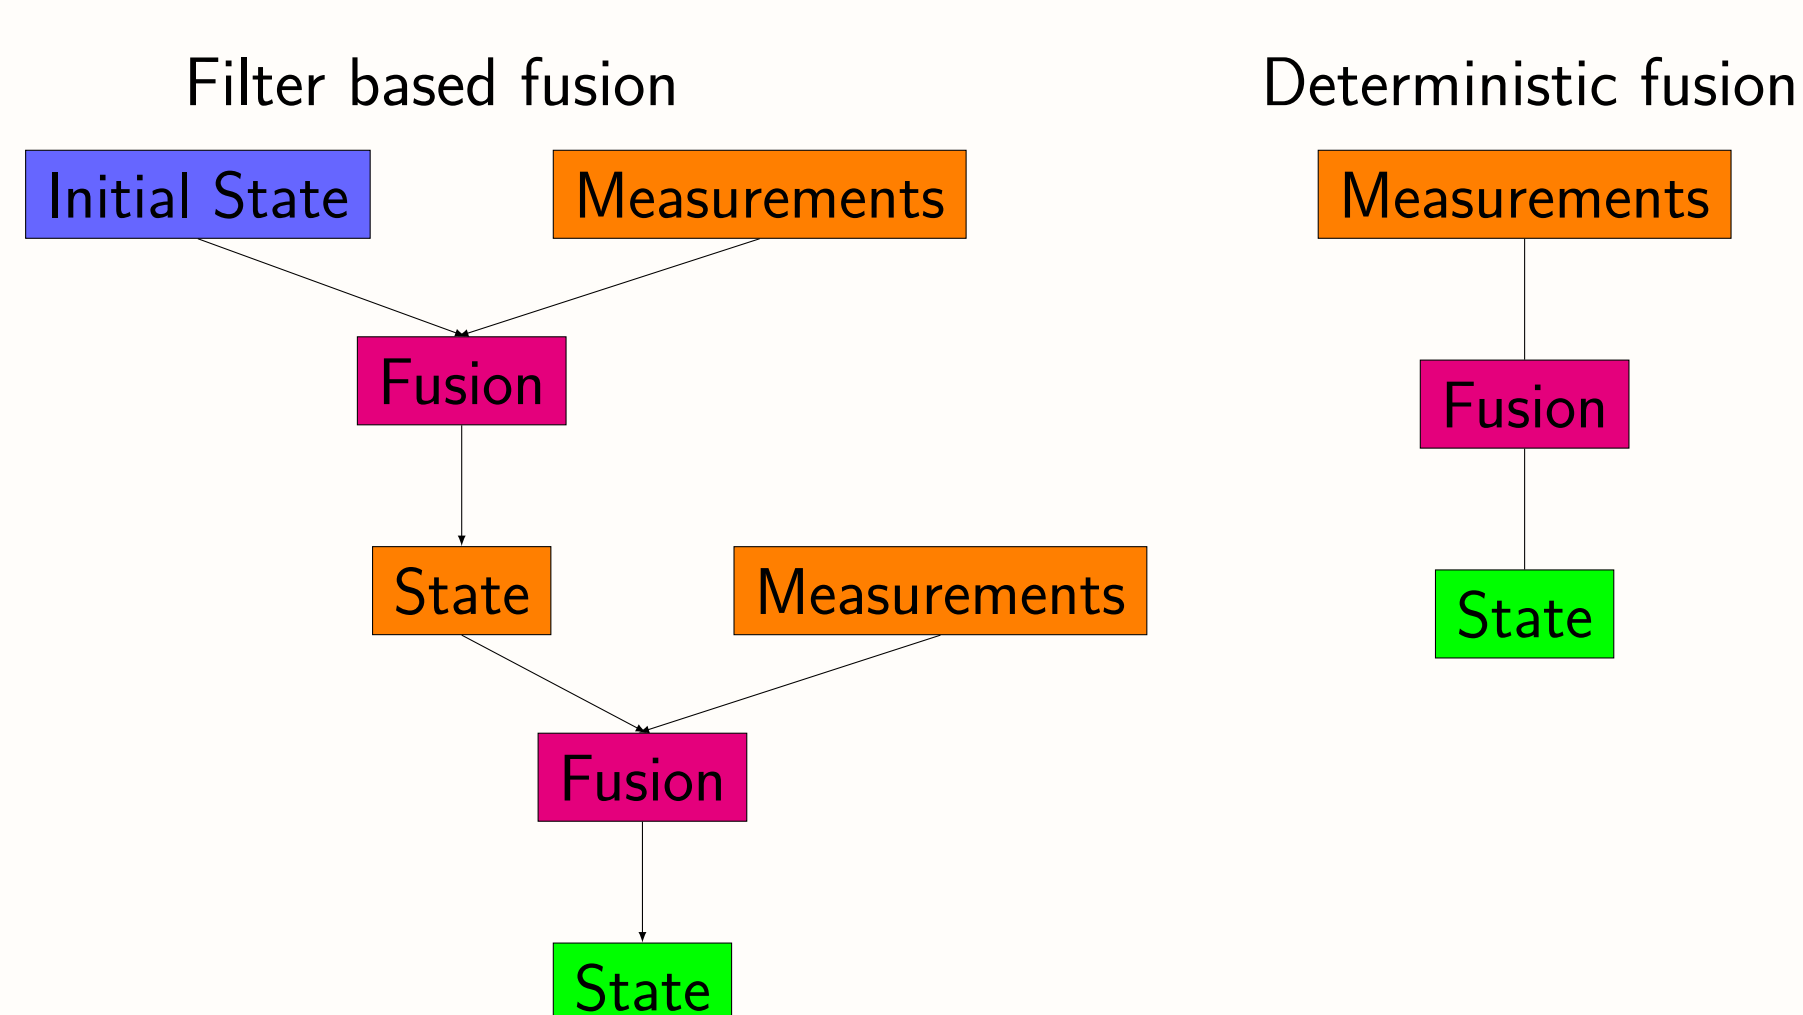 Filter based fusion
Initial State
Measurements
Fusion
State
Measurements
Fusion
State
Deterministic fusion
Measurements
Fusion
State